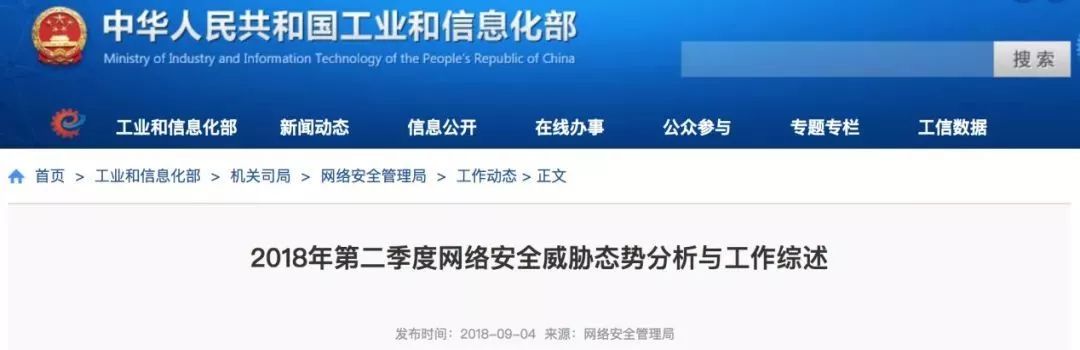 中华人民共和国工业和信息化部
Ministry of Industry and Information Technology of the People's Republic of China
搜索
工业和信息化部 新闻动态 信息公开 在线办事 公众参与 专题专栏 工信数据
首页 > 工业和信息化部 > 机关司局 > 网络安全管理局 > 工作动态 > 正文
2018年第二季度网络安全威胁态势分析与工作综述
发布时间：2018-09-04 来源：网络安全管理局